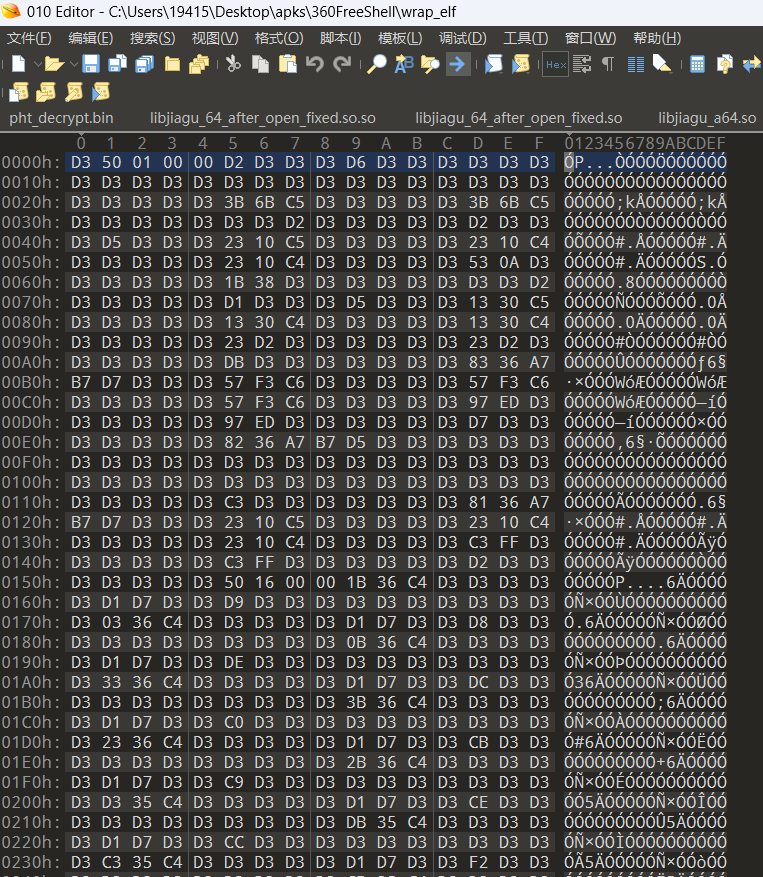 010 Editor - C:\Users\19415\Desktop\apks\360FreeShell\wrap_elf
文件(F) 编辑(E) 搜索(S) 视图(V) 格式(O) 脚本(I) 模板(L) 调试(D) 工具(T) 窗口(W) 帮助(H)
Hex
pht_decrypt.bin libjiagu_64_after_open_fixed.so.so libjiagu_64_after_open_fixed.so libjiagu_a64.so
0 1 2 3 4 5 6 7 8 9 A B C D E F 0123456789ABCDEF
0000h: D3 50 01 00 00 D2 D3 D3 D3 D6 D3 D3 D3 D3 D3 D3 ÓP...ÒÓÓÓÖÓÓÓÓÓÓ
0010h: D3 D3 D3 D3 D3 D3 D3 D3 D3 D3 D3 D3 D3 D3 D3 D3 ÓÓÓÓÓÓÓÓÓÓÓÓÓÓÓÓ
0020h: D3 D3 D3 D3 D3 3B 6B C5 D3 D3 D3 D3 D3 3B 6B C5 ÓÓÓÓÓ;kÅÓÓÓÓÓ;kÅ
0030h: D3 D3 D3 D3 D3 D3 D3 D2 D3 D3 D3 D3 D3 D2 D3 D3 ÓÓÓÓÓÓÓÒÓÓÓÓÓÒÓÓ
0040h: D3 D5 D3 D3 D3 23 10 C5 D3 D3 D3 D3 D3 23 10 C4 ÓÕÓÓÓ#.ÅÓÓÓÓÓ#.Ä
0050h: D3 D3 D3 D3 D3 23 10 C4 D3 D3 D3 D3 D3 53 0A D3 ÓÓÓÓÓ#.ÄÓÓÓÓÓS.Ó
0060h: D3 D3 D3 D3 D3 1B 38 D3 D3 D3 D3 D3 D3 D3 D3 D2 ÓÓÓÓÓ.8ÓÓÓÓÓÓÓÓÒ
0070h: D3 D3 D3 D3 D3 D1 D3 D3 D3 D5 D3 D3 D3 13 30 C5 ÓÓÓÓÓÑÓÓÓÕÓÓÓ.0Å
0080h: D3 D3 D3 D3 D3 13 30 C4 D3 D3 D3 D3 D3 13 30 C4 ÓÓÓÓÓ.0ÄÓÓÓÓÓ.0Ä
0090h: D3 D3 D3 D3 D3 23 D2 D3 D3 D3 D3 D3 D3 23 D2 D3 ÓÓÓÓÓ#ÒÓÓÓÓÓÓ#ÒÓ
00A0h: D3 D3 D3 D3 D3 DB D3 D3 D3 D3 D3 D3 D3 83 36 A7 ÓÓÓÓÓÛÓÓÓÓÓÓÓƒ6§
00B0h: B7 D7 D3 D3 D3 57 F3 C6 D3 D3 D3 D3 D3 57 F3 C6 ·×ÓÓÓWóÆÓÓÓÓÓWóÆ
00C0h: D3 D3 D3 D3 D3 57 F3 C6 D3 D3 D3 D3 D3 97 ED D3 ÓÓÓÓÓWóÆÓÓÓÓÓ—íÓ
00D0h: D3 D3 D3 D3 D3 97 ED D3 D3 D3 D3 D3 D3 D7 D3 D3 ÓÓÓÓÓ—íÓÓÓÓÓÓ×ÓÓ
00E0h: D3 D3 D3 D3 D3 82 36 A7 B7 D5 D3 D3 D3 D3 D3 D3 ÓÓÓÓÓ‚6§·ÕÓÓÓÓÓÓ
00F0h: D3 D3 D3 D3 D3 D3 D3 D3 D3 D3 D3 D3 D3 D3 D3 D3 ÓÓÓÓÓÓÓÓÓÓÓÓÓÓÓÓ
0100h: D3 D3 D3 D3 D3 D3 D3 D3 D3 D3 D3 D3 D3 D3 D3 D3 ÓÓÓÓÓÓÓÓÓÓÓÓÓÓÓÓ
0110h: D3 D3 D3 D3 D3 C3 D3 D3 D3 D3 D3 D3 D3 81 36 A7 ÓÓÓÓÓÃÓÓÓÓÓÓÓ.6§
0120h: B7 D7 D3 D3 D3 23 10 C5 D3 D3 D3 D3 D3 23 10 C4 ·×ÓÓÓ#.ÅÓÓÓÓÓ#.Ä
0130h: D3 D3 D3 D3 D3 23 10 C4 D3 D3 D3 D3 D3 C3 FF D3 ÓÓÓÓÓ#.ÄÓÓÓÓÓÃÿÓ
0140h: D3 D3 D3 D3 D3 C3 FF D3 D3 D3 D3 D3 D3 D2 D3 D3 ÓÓÓÓÓÃÿÓÓÓÓÓÓÒÓÓ
0150h: D3 D3 D3 D3 D3 50 16 00 00 1B 36 C4 D3 D3 D3 D3 ÓÓÓÓÓP....6ÄÓÓÓÓ
0160h: D3 D1 D7 D3 D3 D9 D3 D3 D3 D3 D3 D3 D3 D3 D3 D3 ÓÑ×ÓÓÙÓÓÓÓÓÓÓÓÓÓ
0170h: D3 03 36 C4 D3 D3 D3 D3 D3 D1 D7 D3 D3 D8 D3 D3 Ó.6ÄÓÓÓÓÓÑ×ÓÓØÓÓ
0180h: D3 D3 D3 D3 D3 D3 D3 D3 D3 0B 36 C4 D3 D3 D3 D3 ÓÓÓÓÓÓÓÓÓ.6ÄÓÓÓÓ
0190h: D3 D1 D7 D3 D3 DE D3 D3 D3 D3 D3 D3 D3 D3 D3 D3 ÓÑ×ÓÓÞÓÓÓÓÓÓÓÓÓÓ
01A0h: D3 33 36 C4 D3 D3 D3 D3 D3 D1 D7 D3 D3 DC D3 D3 Ó36ÄÓÓÓÓÓÑ×ÓÓÜÓÓ
01B0h: D3 D3 D3 D3 D3 D3 D3 D3 D3 3B 36 C4 D3 D3 D3 D3 ÓÓÓÓÓÓÓÓÓ;6ÄÓÓÓÓ
01C0h: D3 D1 D7 D3 D3 C0 D3 D3 D3 D3 D3 D3 D3 D3 D3 D3 ÓÑ×ÓÓÀÓÓÓÓÓÓÓÓÓÓ
01D0h: D3 23 36 C4 D3 D3 D3 D3 D3 D1 D7 D3 D3 CB D3 D3 Ó#6ÄÓÓÓÓÓÑ×ÓÓËÓÓ
01E0h: D3 D3 D3 D3 D3 D3 D3 D3 D3 2B 36 C4 D3 D3 D3 D3 ÓÓÓÓÓÓÓÓÓ+6ÄÓÓÓÓ
01F0h: D3 D1 D7 D3 D3 C9 D3 D3 D3 D3 D3 D3 D3 D3 D3 D3 ÓÑ×ÓÓÉÓÓÓÓÓÓÓÓÓÓ
0200h: D3 D3 35 C4 D3 D3 D3 D3 D3 D1 D7 D3 D3 CE D3 D3 ÓÓ5ÄÓÓÓÓÓÑ×ÓÓÎÓÓ
0210h: D3 D3 D3 D3 D3 D3 D3 D3 D3 DB 35 C4 D3 D3 D3 D3 ÓÓÓÓÓÓÓÓÓÛ5ÄÓÓÓÓ
0220h: D3 D1 D7 D3 D3 CC D3 D3 D3 D3 D3 D3 D3 D3 D3 D3 ÓÑ×ÓÓÌÓÓÓÓÓÓÓÓÓÓ
0230h: D3 C3 35 C4 D3 D3 D3 D3 D3 D1 D7 D3 D3 F2 D3 D3 ÓÃ5ÄÓÓÓÓÓÑ×ÓÓòÓÓ